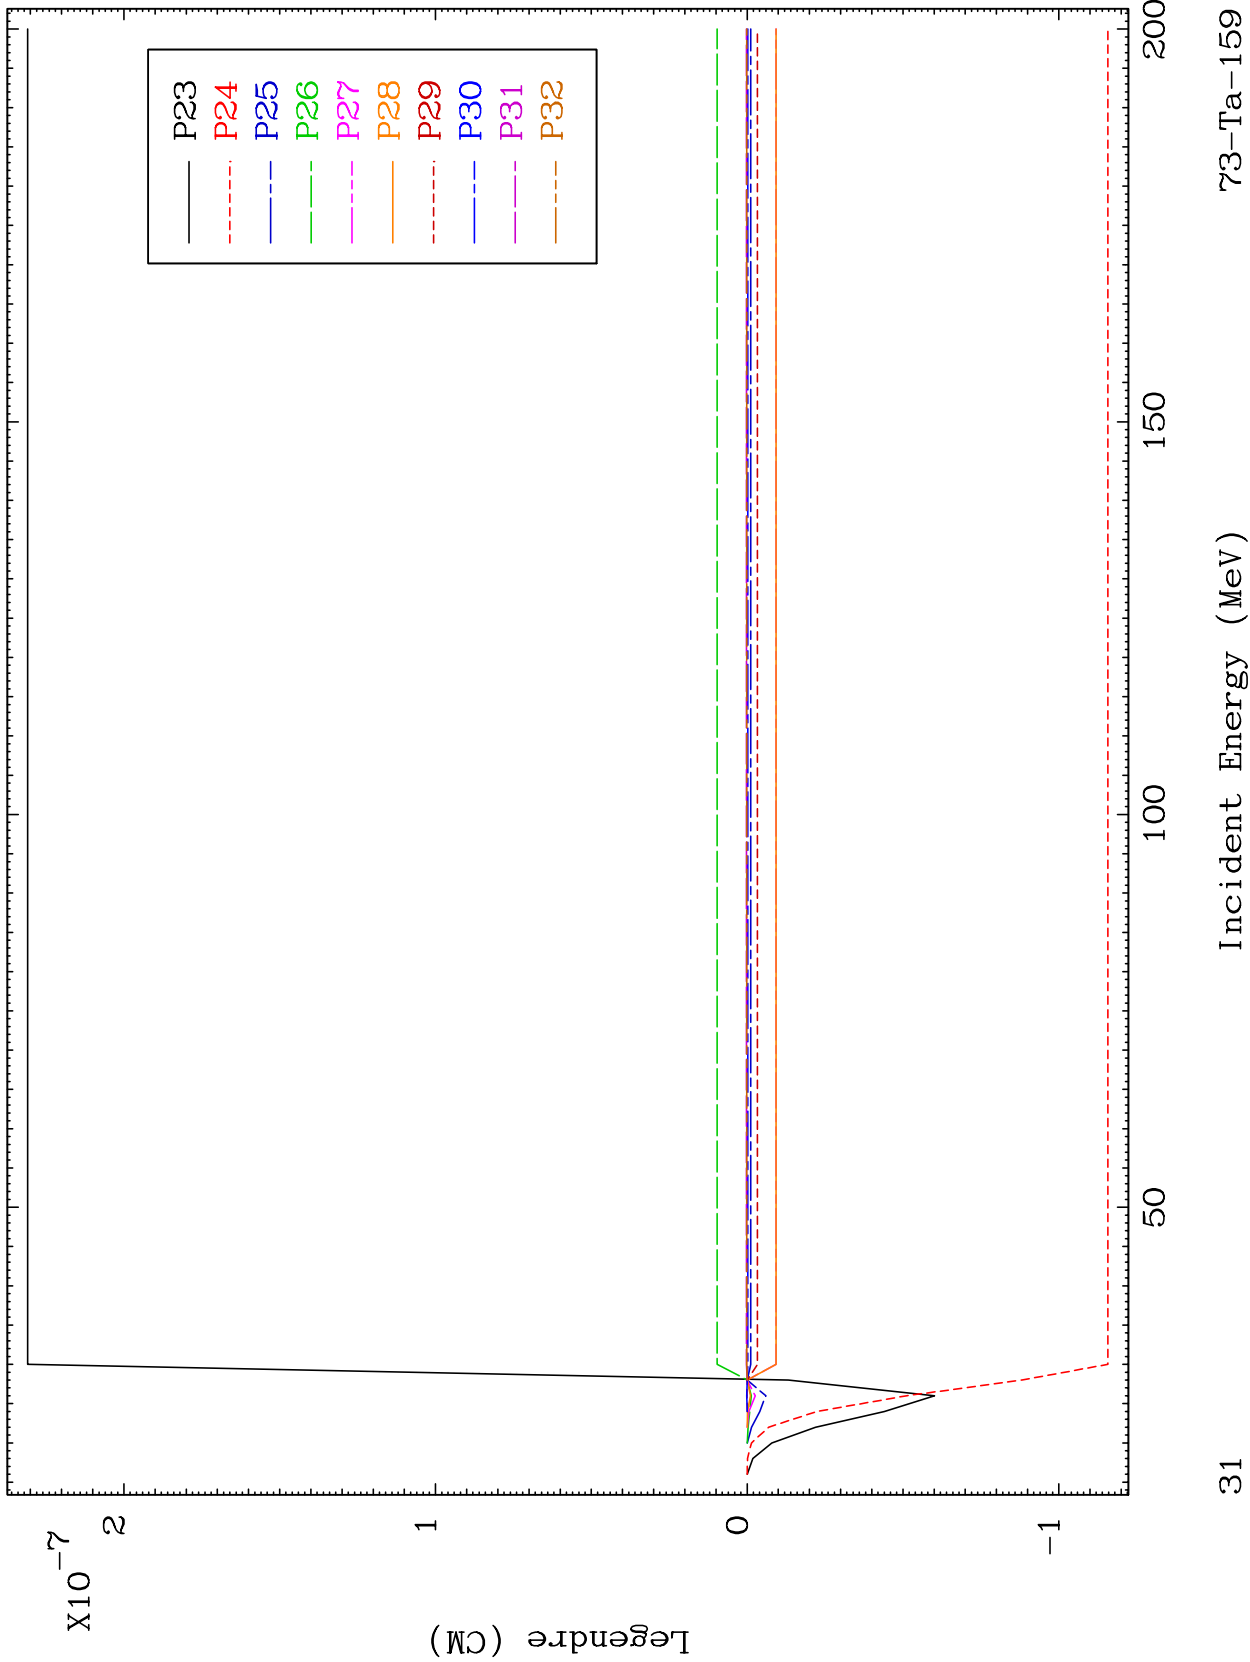 X10-7
Legendre (CM)
2
1
0
-1
P23
P24
P25
P26
P27
P28
P29
P30
P31
P32
50
100
150
200
31
Incident Energy (MeV)
73-Ta-159